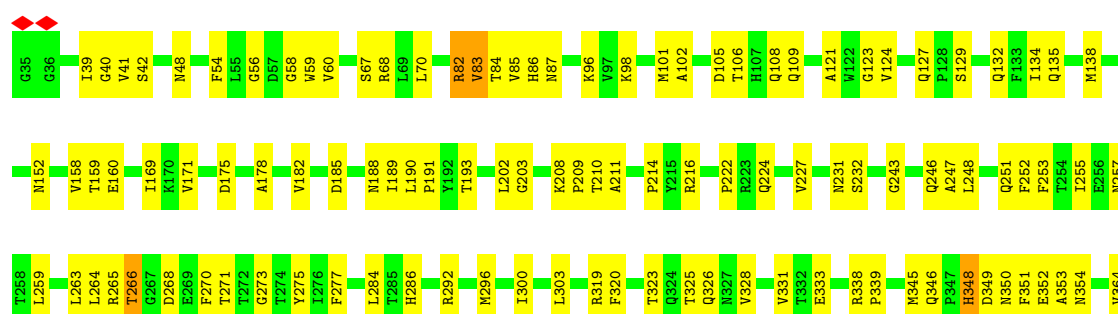 G35 G36 I39 G40 V41 S42 N48 F54 L55 G56 D57 G58 W59 V60 S67 R68 L69 L70 R82 V83 T84 V85 H86 N87 K96 V97 K98 M101 A102 D105 T106 H107 Q108 Q109 A121 W122 G123 V124 Q127 P128 S129 Q132 F133 I134 Q135 M138
N152 V158 T159 E160 I169 K170 V171 D175 A178 V182 D185 N188 I189 L190 P191 Y192 T193 L202 G203 K208 P209 T210 A211 P214 Y215 R216 P222 R223 Q224 V227 N231 S232 G243 Q246 A247 L248 Q251 F252 F253 T254 I255 E256 N257
T258 L259 L263 L264 R265 T266 G267 D268 E269 F270 T271 T272 G273 T274 Y275 I276 F277 L284 T285 H286 R292 M296 I300 L303 R319 F320 T323 Q324 T325 Q326 N327 V328 V331 T332 E333 R338 P339 M345 Q346 P347 H348 D349 N350 F351 E352 A353 N354